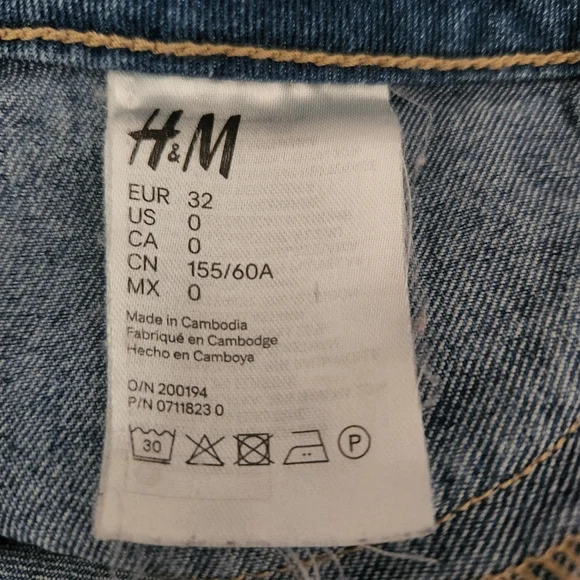 H&M
EUR 32
US 0
CA 0
CN 155/60A
MX 0
Made in Cambodia
Fabriqué en Cambodge
Hecho en Camboya
O/N 200194
P/N 0711823 0
30 P